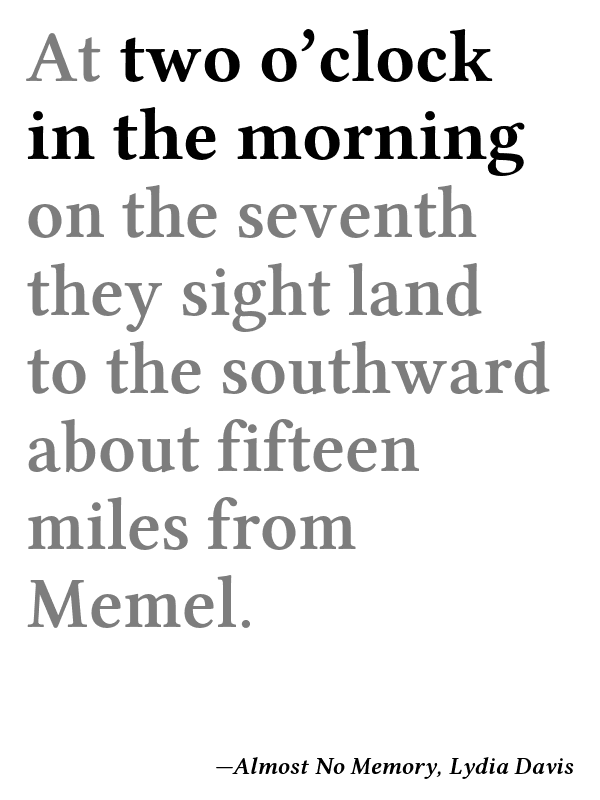 At two o’clock
in the morning
on the seventh
they sight land
to the southward
about fifteen
miles from
Memel.
—Almost No Memory, Lydia Davis